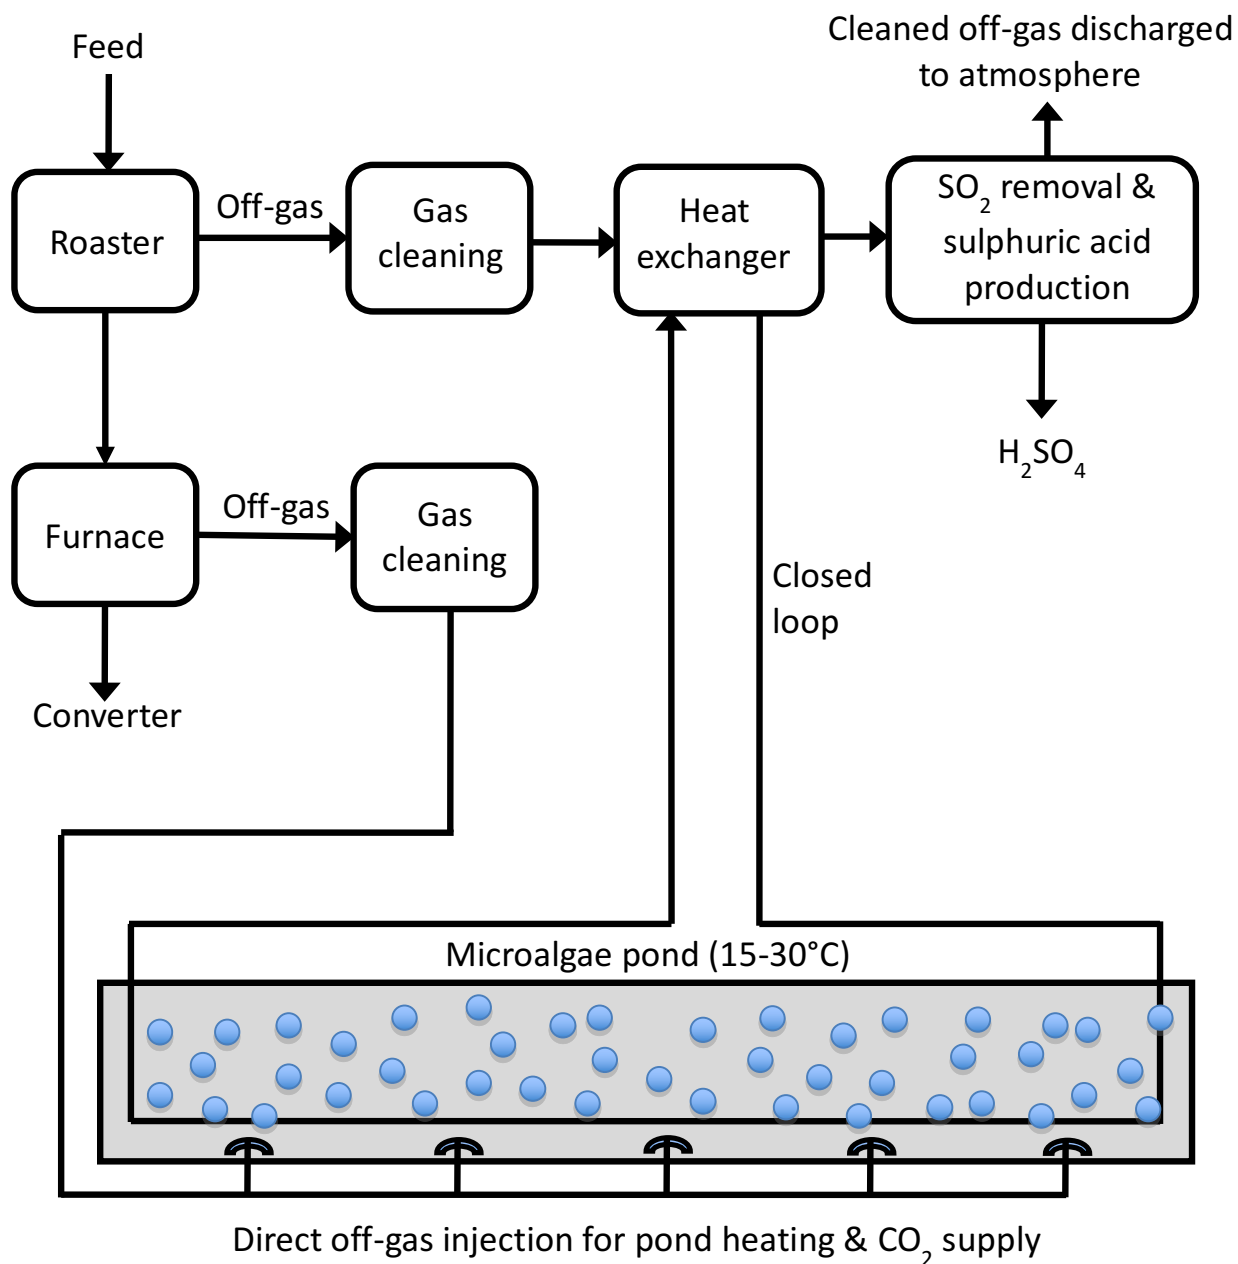 Feed
Cleaned off-gas discharged
to atmosphere
Roaster
Off-gas
Gas
cleaning
Heat
exchanger
SO2 removal &
sulphuric acid
production
H2SO4
Furnace
Off-gas
Gas
cleaning
Closed
loop
Converter
Microalgae pond (15-30°C)
Direct off-gas injection for pond heating & CO2 supply